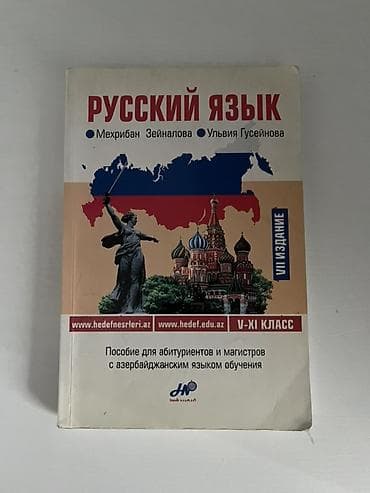 РУССКИЙ ЯЗЫК
Мехрибан Зейналова Ульвия Гусейнова
VII ИЗДАНИЕ
www.hedefnesrleri.az www.hedef.edu.az V-XI КЛАСС
Пособие для абитуриентов и магистров
с азербайджанским языком обучения